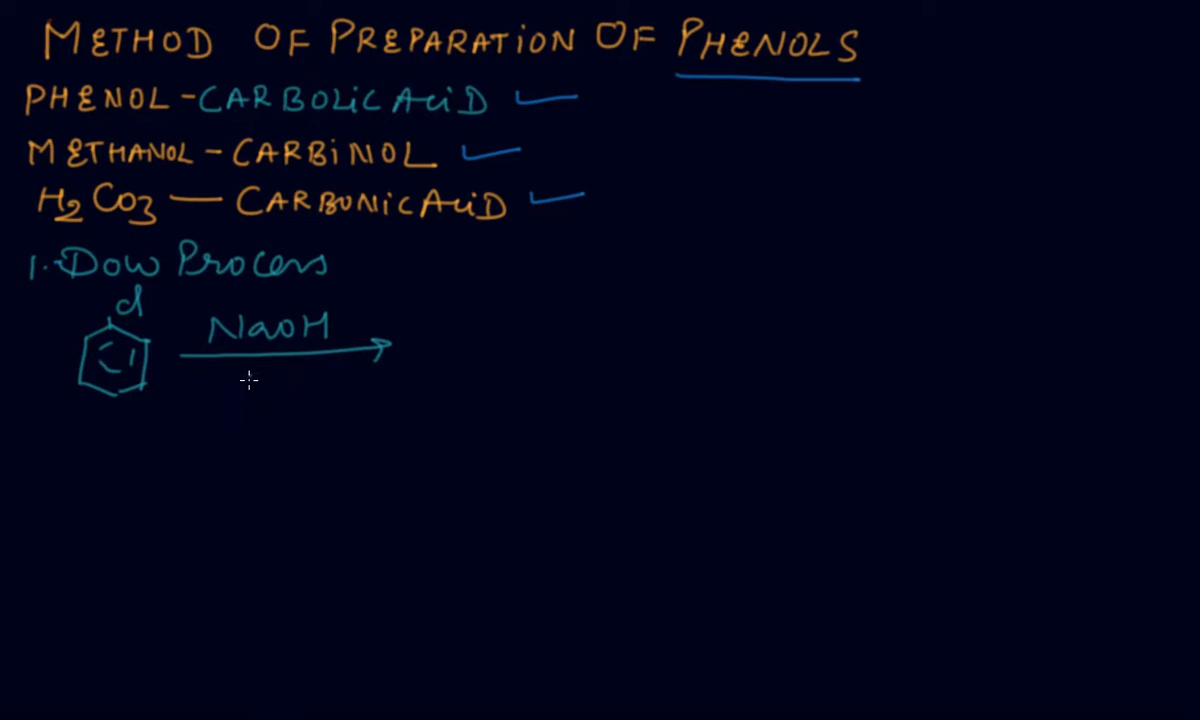 METHOD OF PREPARATION OF PHENOLS
PHENOL - CARBOLIC ACID
METHANOL - CARBINOL
H2CO3 — CARBONIC ACID
1. Dow Process
Cl
NaOH